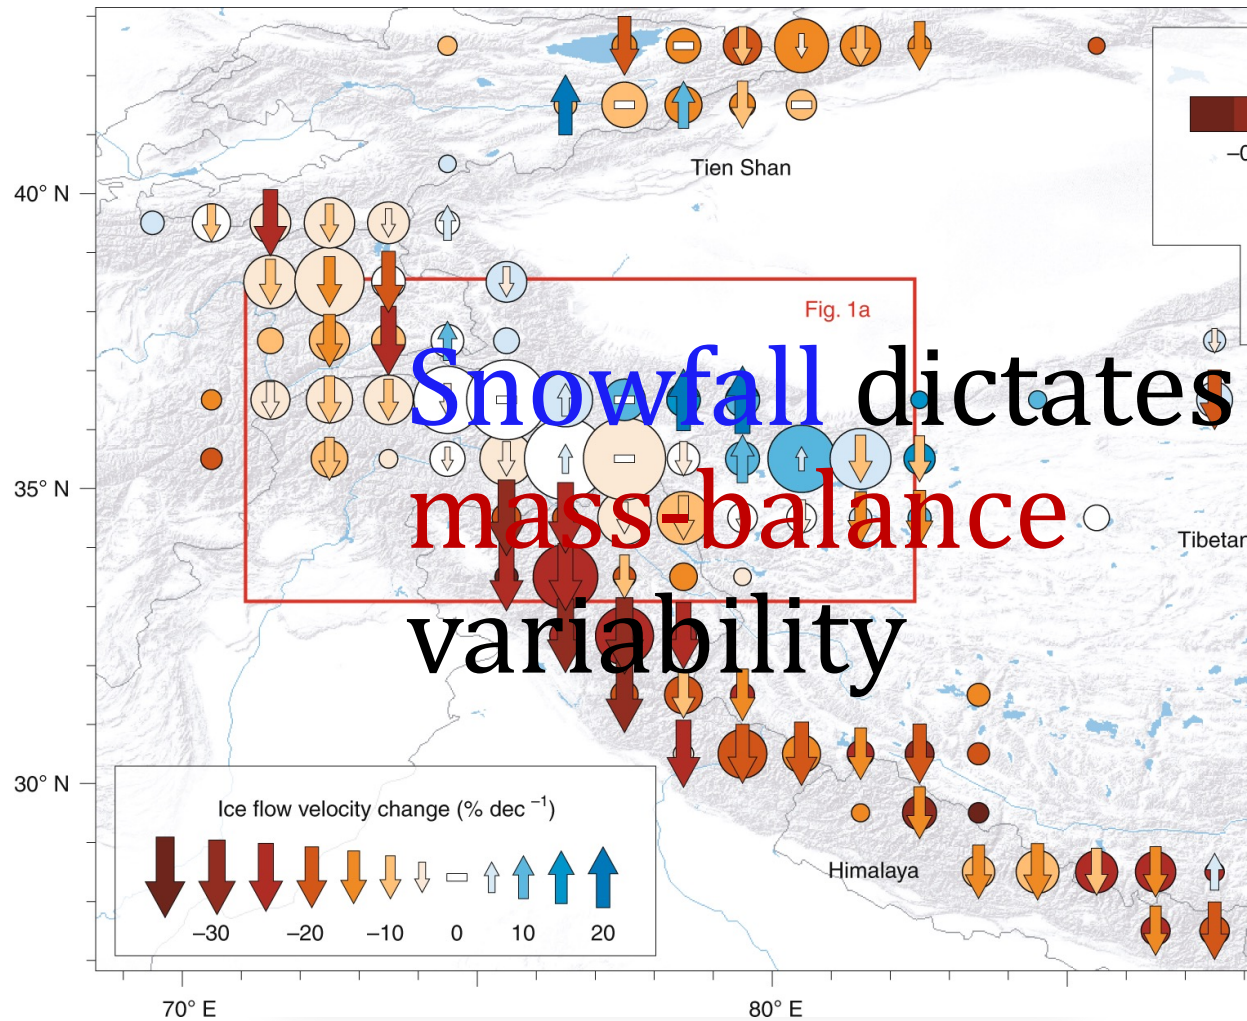 Tien Shan
–0
40° N
Fig. 1a
Snowfall dictates
35° N
mass-balance
Tibetan
variability
30° N
Ice flow velocity change (% dec⁻¹)
–30 –20 –10 0 10 20
Himalaya
70° E 80° E